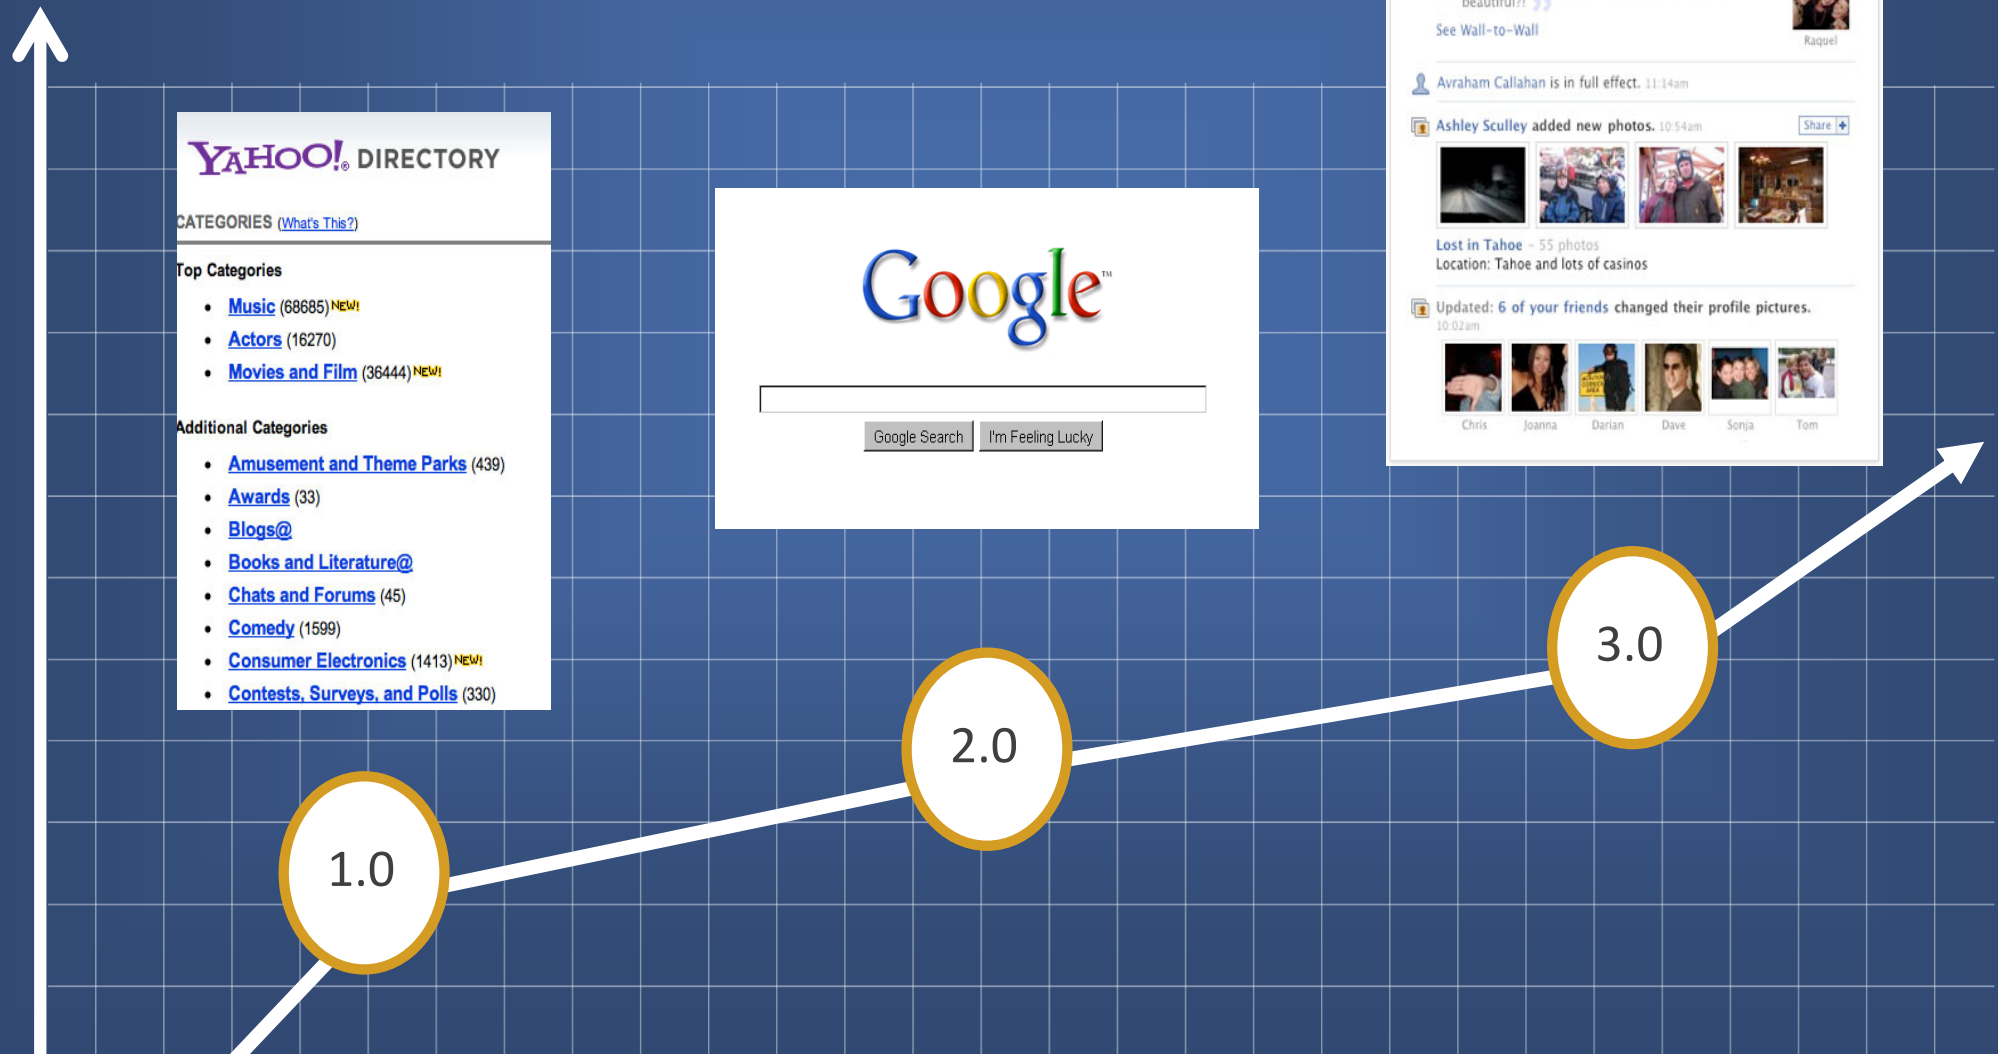 YAHOO!® DIRECTORY
CATEGORIES (What's This?)
Top Categories
• Music (68685) NEW!
• Actors (16270)
• Movies and Film (36444) NEW!
Additional Categories
• Amusement and Theme Parks (439)
• Awards (33)
• Blogs@
• Books and Literature@
• Chats and Forums (45)
• Comedy (1599)
• Consumer Electronics (1413) NEW!
• Contests, Surveys, and Polls (330)
Google™
Google Search I'm Feeling Lucky
beautiful?! ”
See Wall-to-Wall
Raquel
Avraham Callahan is in full effect. 11:14am
Ashley Sculley added new photos. 10:54am
Share +
Lost in Tahoe - 55 photos
Location: Tahoe and lots of casinos
Updated: 6 of your friends changed their profile pictures.
10:02am
Chris Joanna Darian Dave Sonja Tom
1.0
2.0
3.0